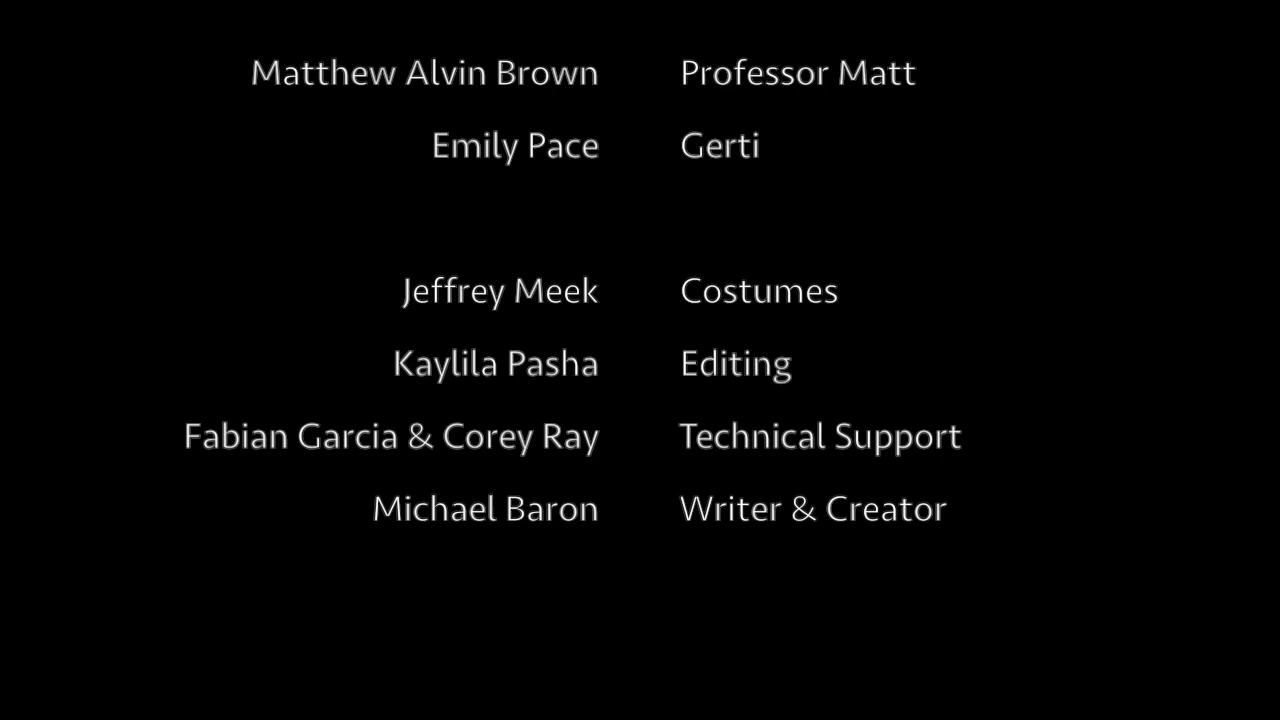 Matthew Alvin Brown Professor Matt
Emily Pace Gerti
Jeffrey Meek Costumes
Kaylila Pasha Editing
Fabian Garcia & Corey Ray Technical Support
Michael Baron Writer & Creator